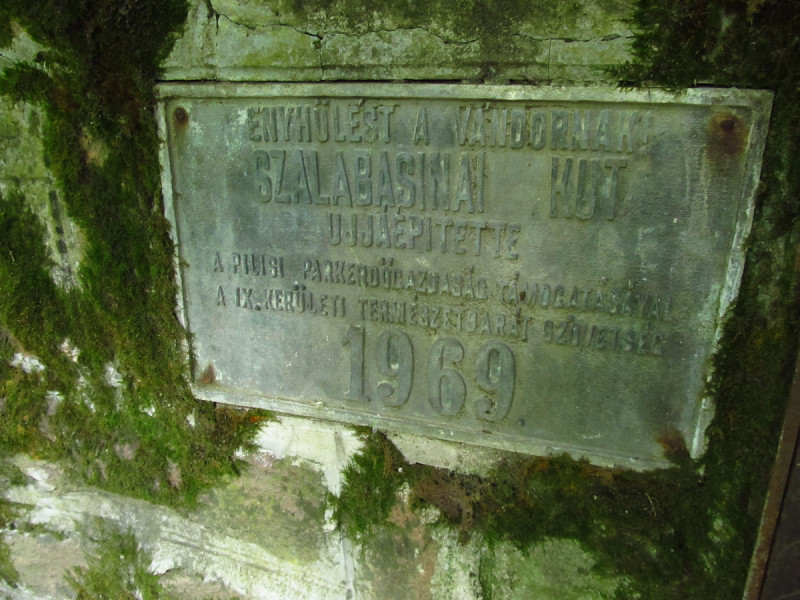 ENYHÜLÉST A VÁNDORNAK!
SZALABASINAI KUT
UJJÁÉPITETTE
A PILISI PARKERDŐGAZDASÁG TÁMOGATÁSÁVAL
A IX. KERÜLETI TERMÉSZETBARÁT SZÖVETSÉG
1969